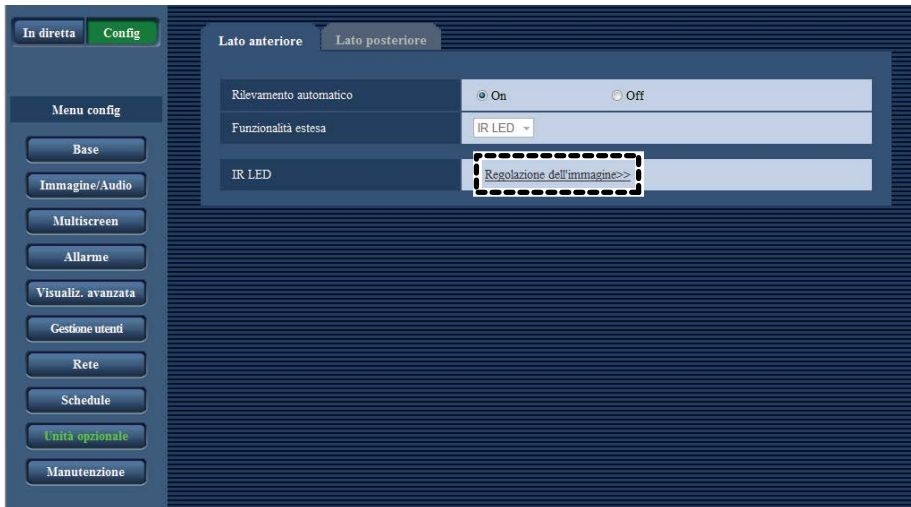 In diretta Config
Menu config
Base
Immagine/Audio
Multiscreen
Allarme
Visualiz. avanzata
Gestione utenti
Rete
Schedule
Unità opzionale
Manutenzione
Lato anteriore Lato posteriore
Rilevamento automatico On Off
Funzionalità estesa IR LED
IR LED Regolazione dell'immagine>>